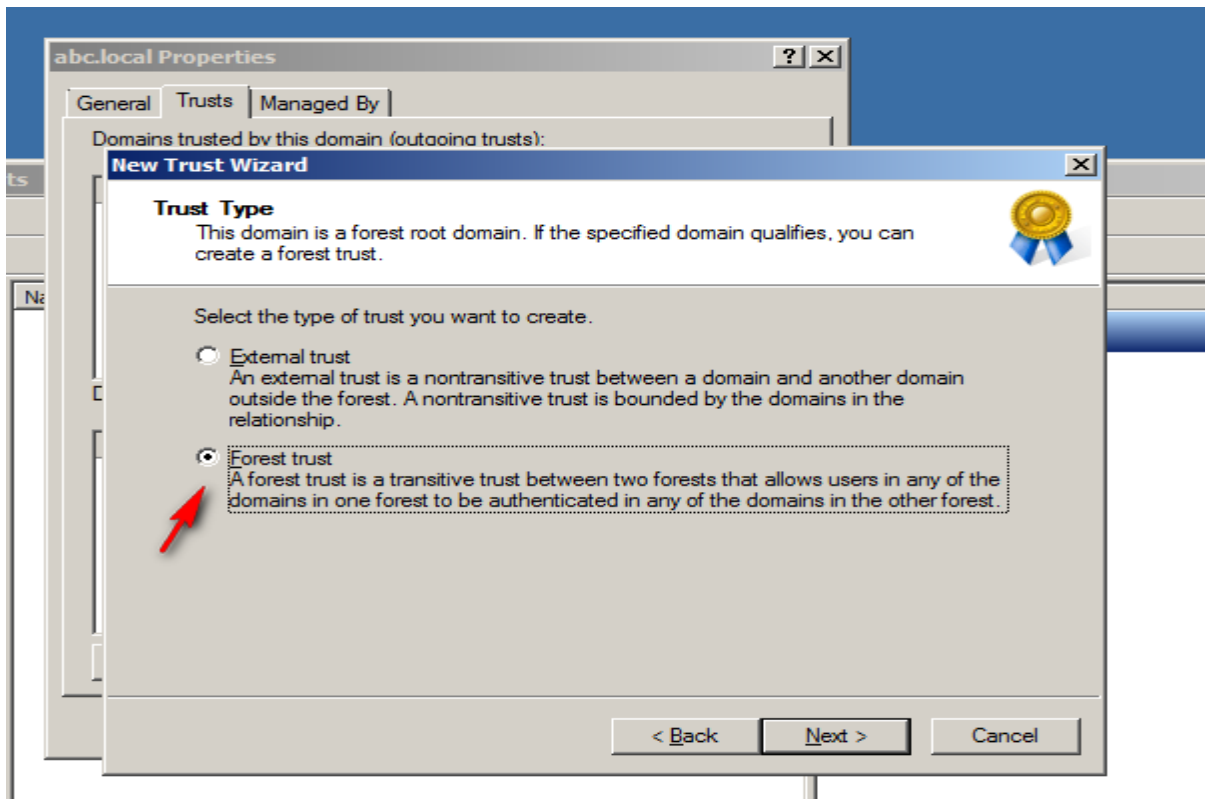 abc.local Properties
General Trusts Managed By
Domains trusted by this domain (outgoing trusts):
New Trust Wizard
ts
Trust Type
This domain is a forest root domain. If the specified domain qualifies, you can
create a forest trust.
Na
Select the type of trust you want to create.
External trust
An external trust is a nontransitive trust between a domain and another domain
outside the forest. A nontransitive trust is bounded by the domains in the
relationship.
Forest trust
A forest trust is a transitive trust between two forests that allows users in any of the
domains in one forest to be authenticated in any of the domains in the other forest.
< Back Next > Cancel